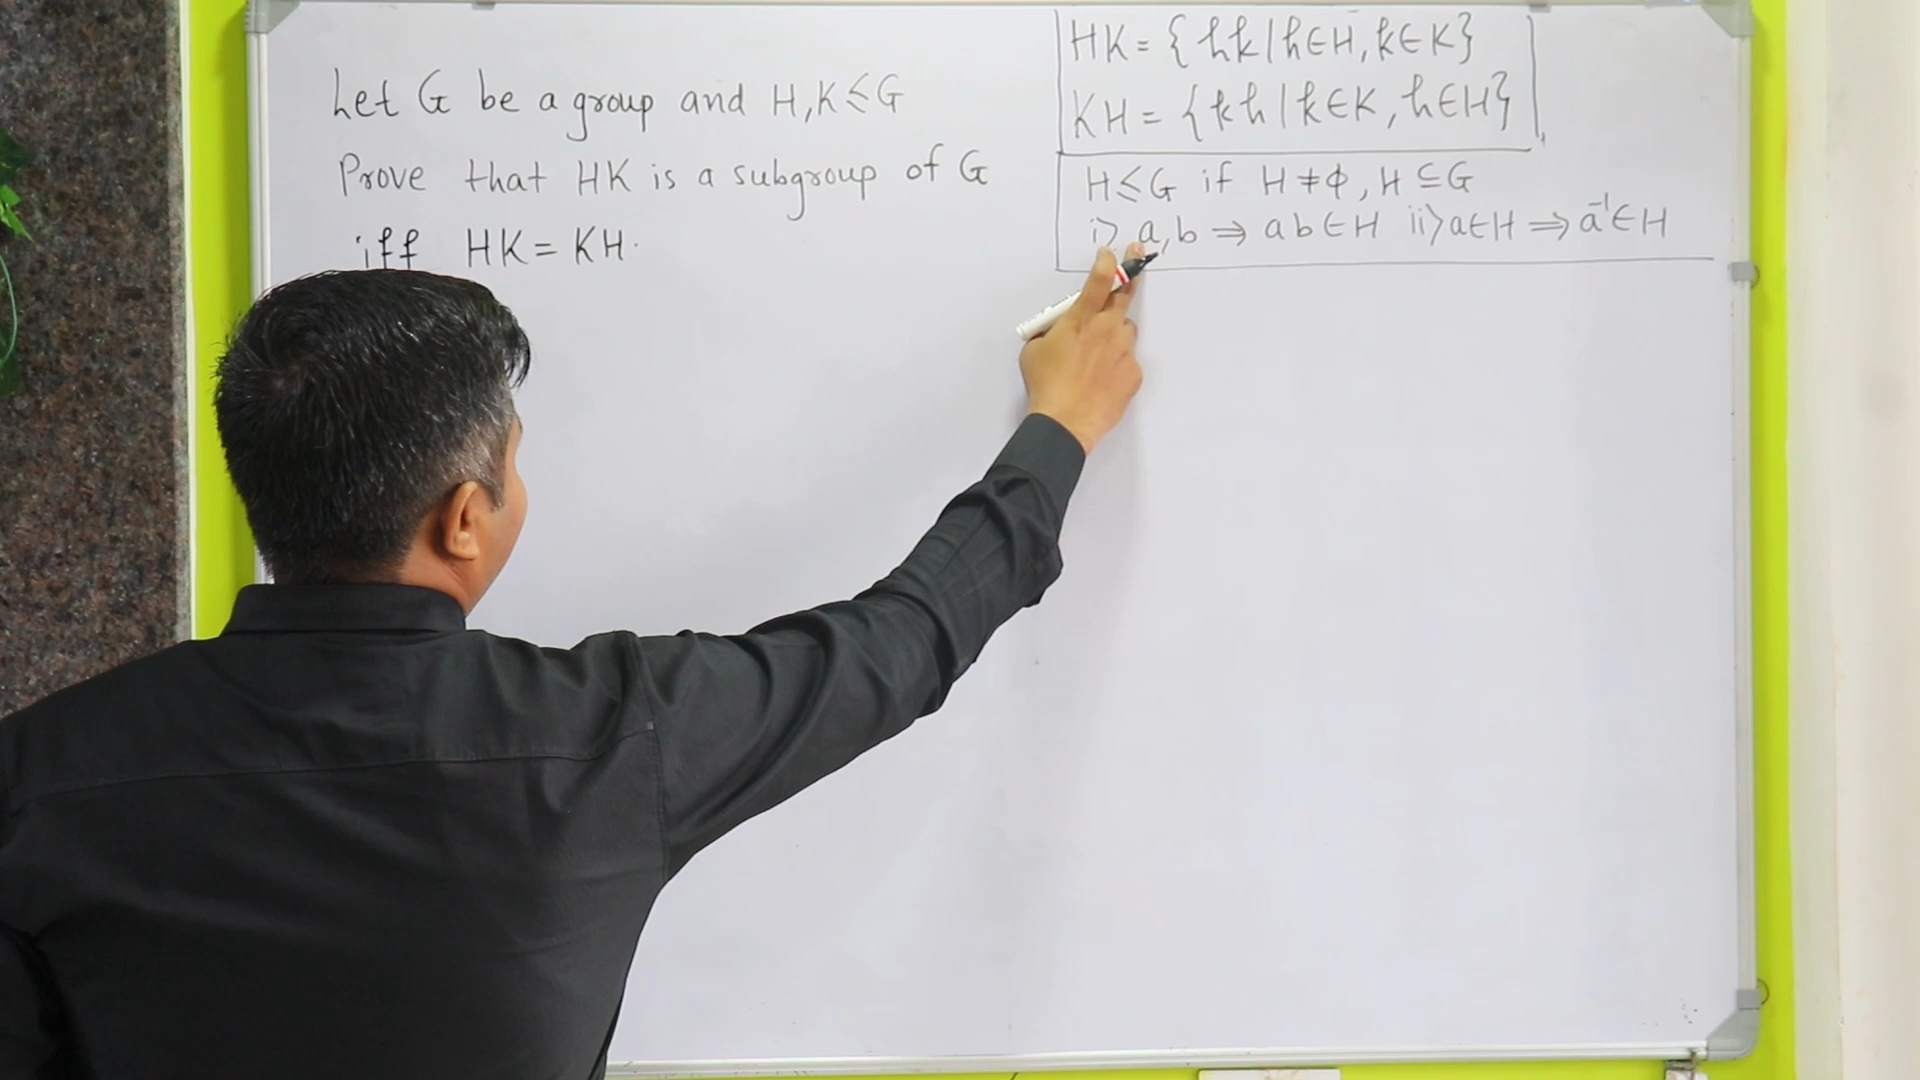 Let G be a group and H,K≤G
Prove that HK is a subgroup of G
iff HK = KH.
HK = {hk | h∈H, k∈K}
KH = {kh | k∈K, h∈H}
H≤G if H≠ϕ, H⊆G
i> a,b ⇒ ab∈H ii> a∈H ⇒ a⁻¹∈H